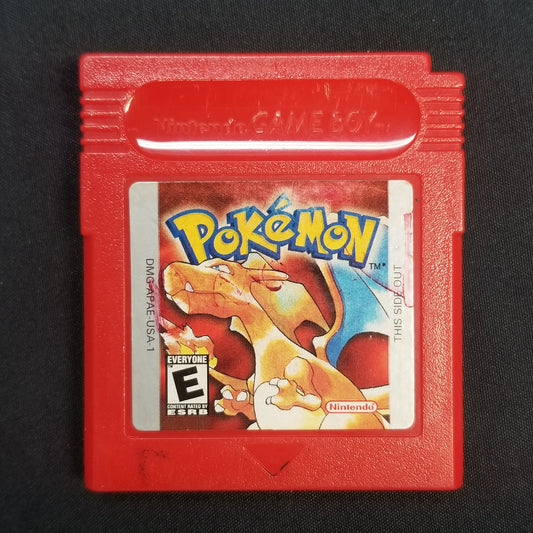 Nintendo GAME BOY
POKéMON
TM
DMG-APAE-USA-1
THIS SIDE OUT
EVERYONE
E
CONTENT RATED BY
ESRB
Nintendo